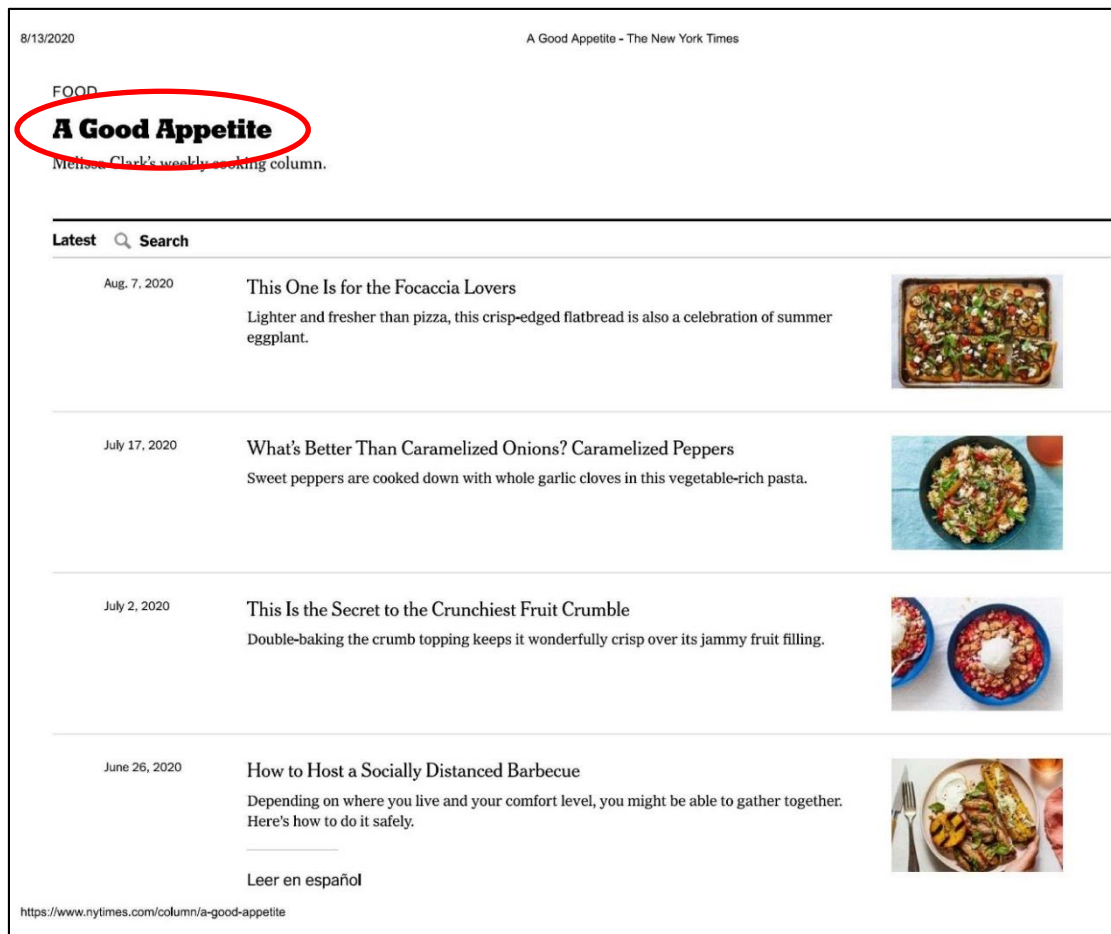 8/13/2020
A Good Appetite - The New York Times
FOOD
A Good Appetite
Melissa Clark's weekly cooking column.
Latest
Search
Aug. 7, 2020
This One Is for the Focaccia Lovers
Lighter and fresher than pizza, this crisp-edged flatbread is also a celebration of summer
eggplant.
July 17, 2020
What's Better Than Caramelized Onions? Caramelized Peppers
Sweet peppers are cooked down with whole garlic cloves in this vegetable-rich pasta.
July 2, 2020
This Is the Secret to the Crunchiest Fruit Crumble
Double-baking the crumb topping keeps it wonderfully crisp over its jammy fruit filling.
June 26, 2020
How to Host a Socially Distanced Barbecue
Depending on where you live and your comfort level, you might be able to gather together.
Here's how to do it safely.
Leer en español
https://www.nytimes.com/column/a-good-appetite